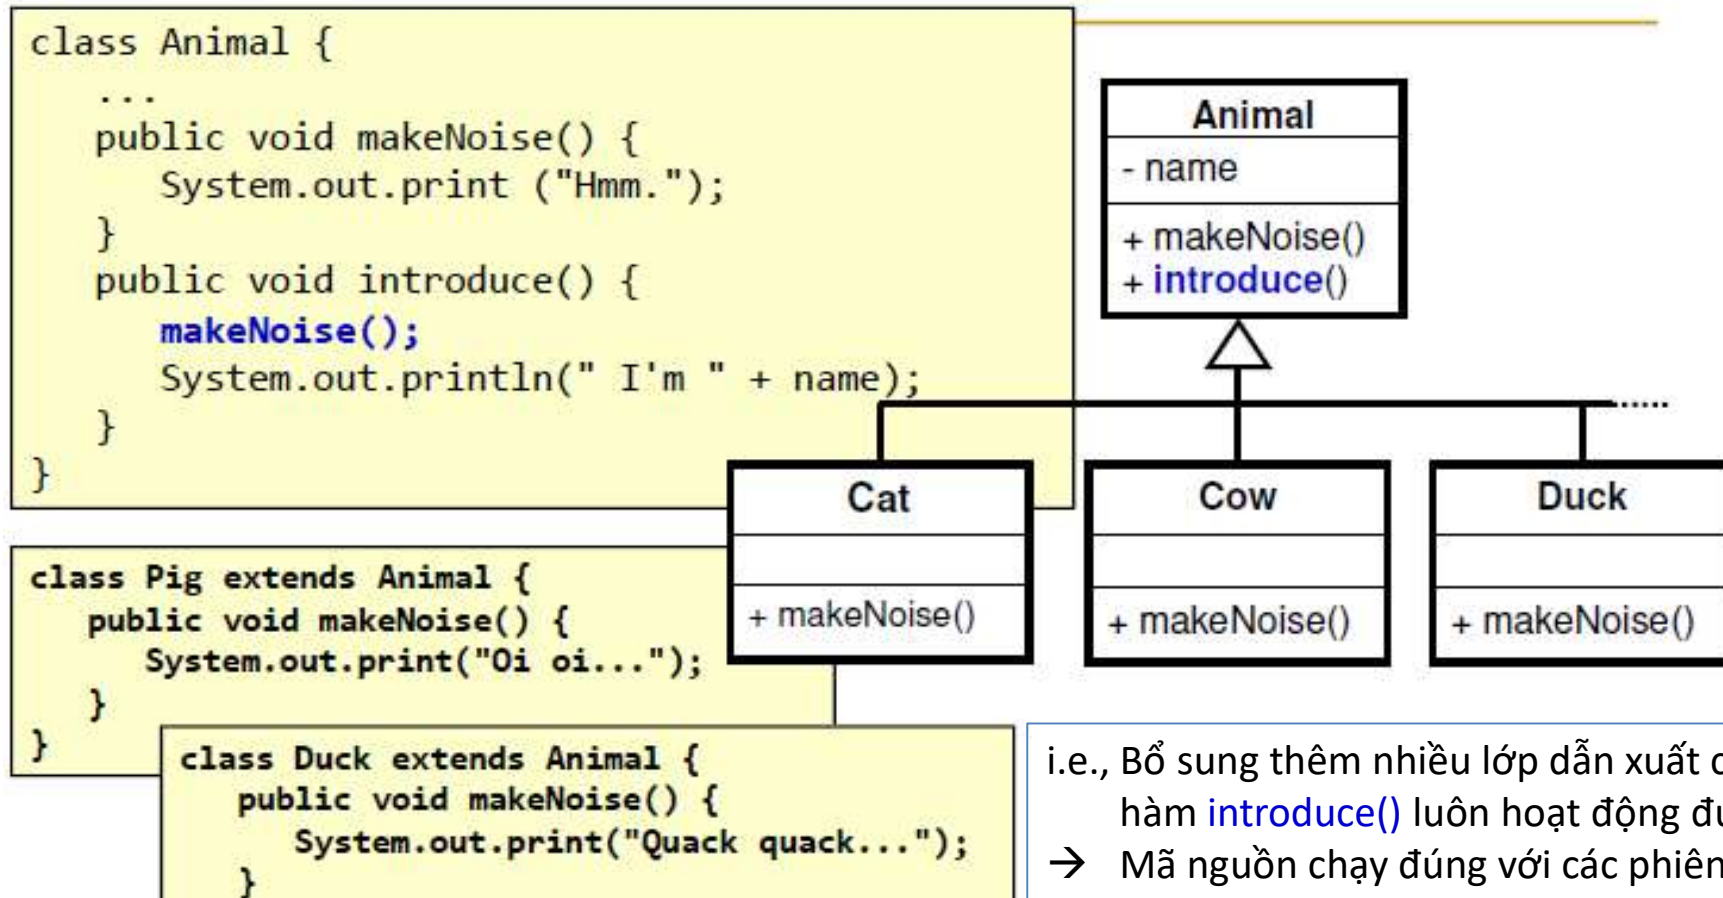 class Animal {
...
public void makeNoise() {
System.out.print ("Hmm.");
}
public void introduce() {
makeNoise();
System.out.println(" I'm " + name);
}
}
Animal
- name
+ makeNoise()
+ introduce()
Cat
+ makeNoise()
Cow
+ makeNoise()
Duck
+ makeNoise()
class Pig extends Animal {
public void makeNoise() {
System.out.print("Oi oi...");
}
}
class Duck extends Animal {
public void makeNoise() {
System.out.print("Quack quack...");
}
i.e., Bổ sung thêm nhiều lớp dẫn xuất
hàm introduce() luôn hoạt động
→ Mã nguồn chạy đúng với các phiên